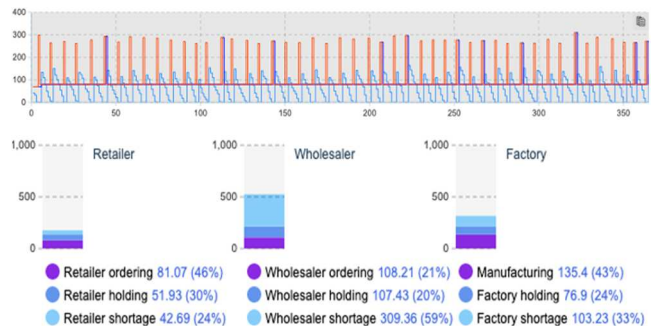 400
300
200
100
0
0 50 100 150 200 250 300 350
1,000 Retailer 1,000 Wholesaler 1,000 Factory
500 500 500
0 0 0
Retailer ordering 81.07 (46%) Wholesaler ordering 108.21 (21%) Manufacturing 135.4 (43%)
Retailer holding 51.93 (30%) Wholesaler holding 107.43 (20%) Factory holding 76.9 (24%)
Retailer shortage 42.69 (24%) Wholesaler shortage 309.36 (59%) Factory shortage 103.23 (33%)